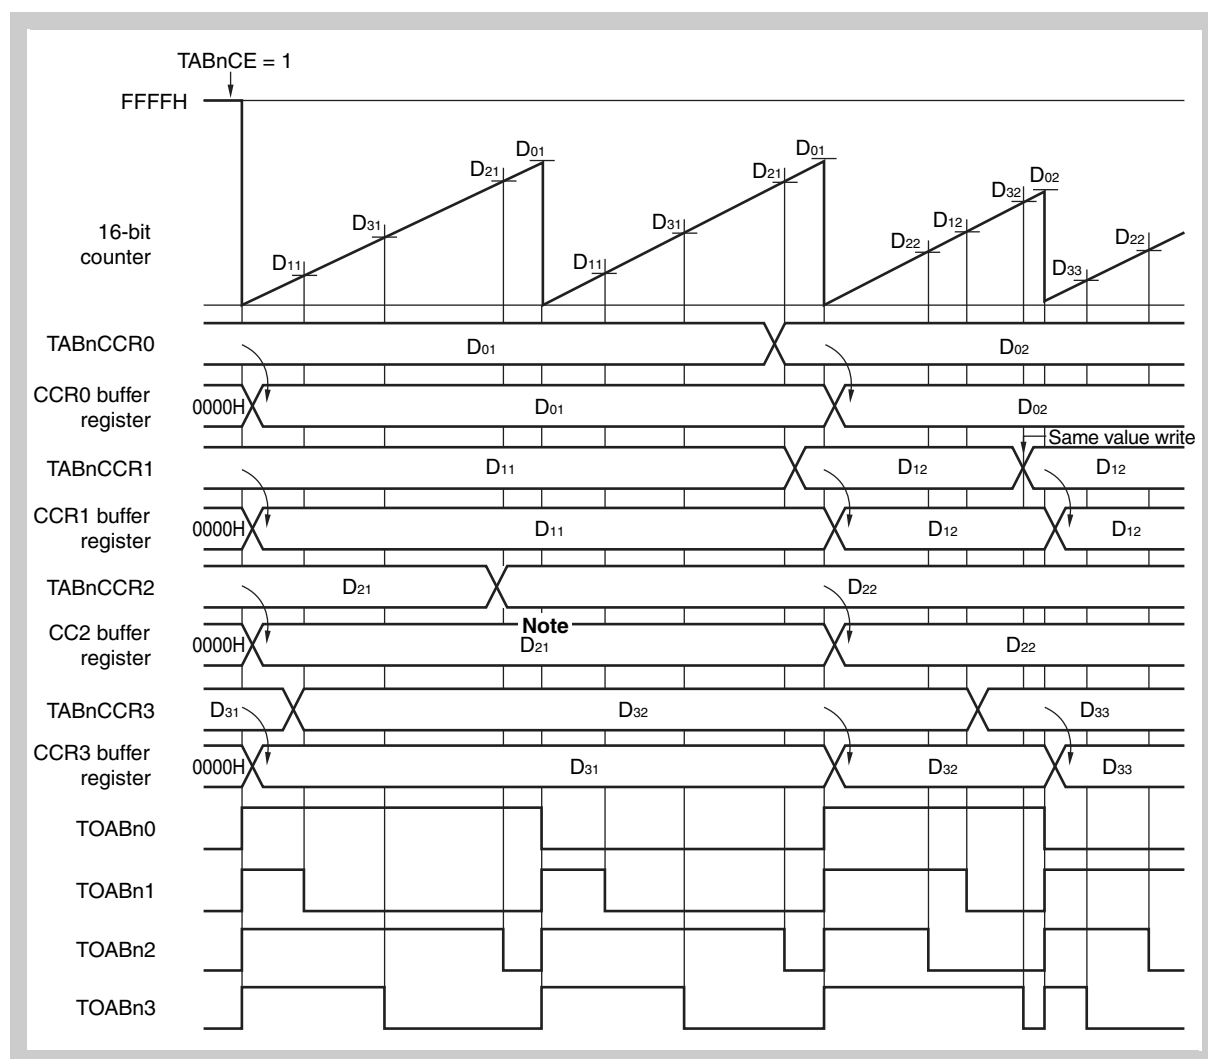 TABnCE = 1
FFFFH
D01
D01
D21
D21
D32
D02
D31
D31
D12
D22
D22
16-bit
counter
D11
D11
D33
TABnCCR0
D01
D02
CCR0 buffer
register
0000H
D01
D02
Same value write
TABnCCR1
D11
D12
D12
CCR1 buffer
register
0000H
D11
D12
D12
TABnCCR2
D21
D22
CC2 buffer
register
0000H
Note
D21
D22
TABnCCR3
D31
D32
D33
CCR3 buffer
register
0000H
D31
D32
D33
TOABn0
TOABn1
TOABn2
TOABn3